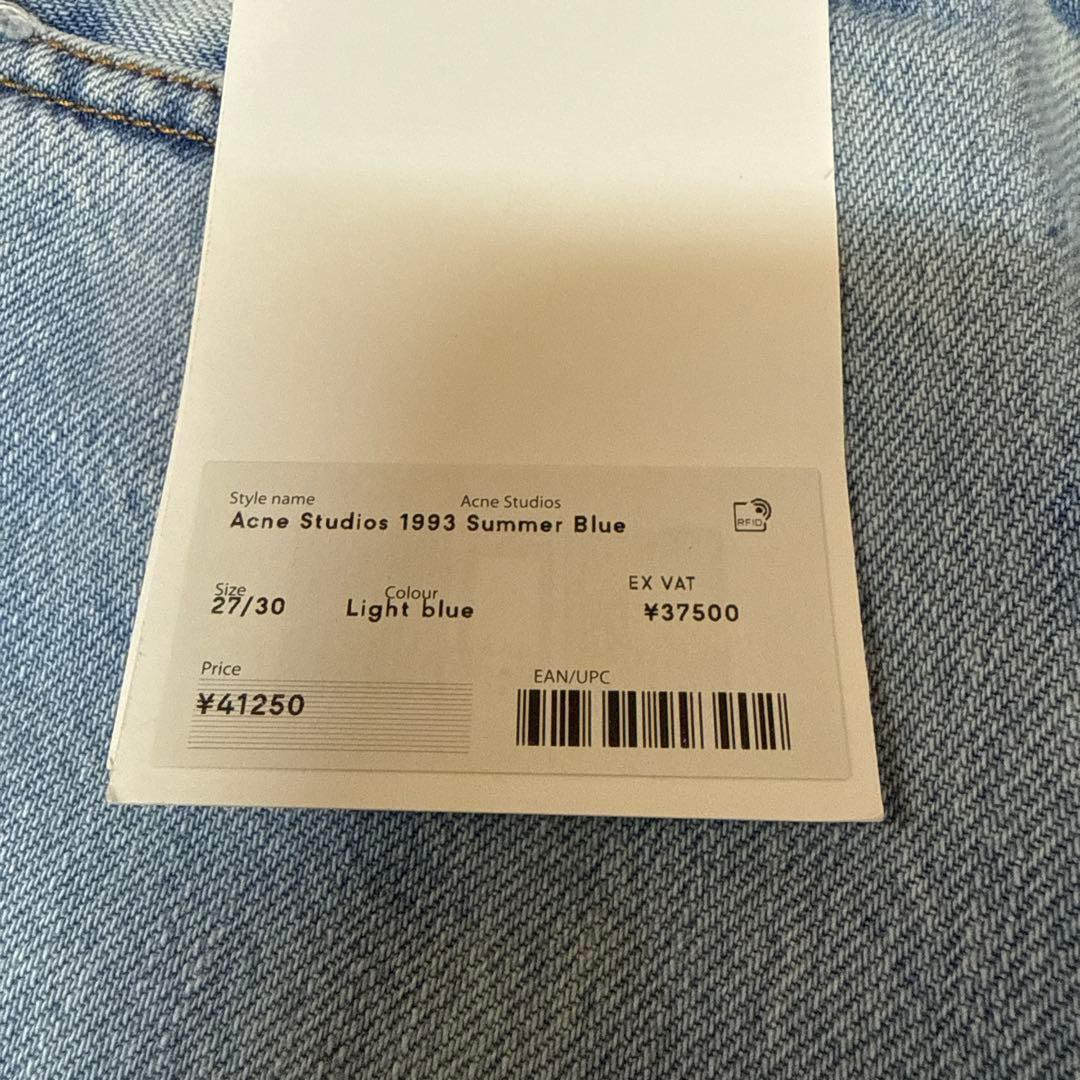 Style name Acne Studios
Acne Studios 1993 Summer Blue
RFID
Size Colour EX VAT
27/30 Light blue ¥37500
Price EAN/UPC
¥41250